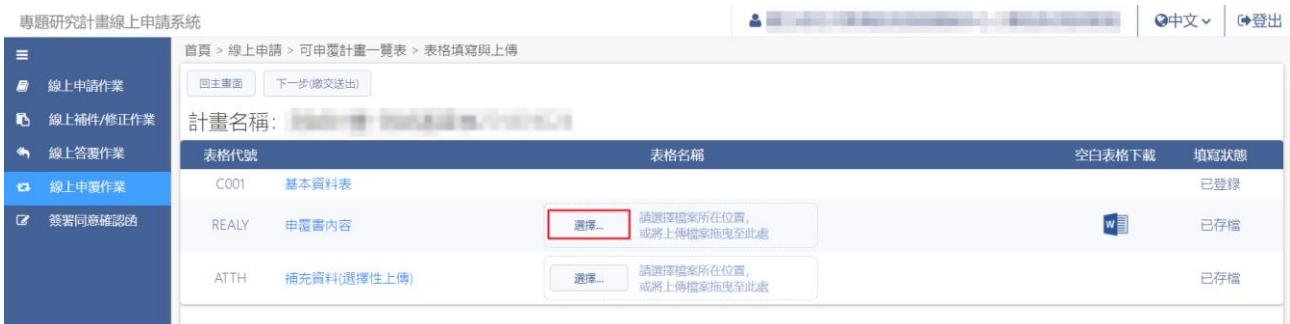 專題研究計畫線上申請系統
中文
登出
首頁 > 線上申請 > 可申覆計畫一覽表 > 表格填寫與上傳
線上申請作業
線上補件/修正作業
線上答覆作業
線上申覆作業
簽署同意確認函
回主畫面
下一步(繳交送出)
計畫名稱:
表格代號 表格名稱 空白表格下載 填寫狀態
C001 基本資料表 已登錄
REALY 申覆書內容 選擇... 請選擇檔案所在位置,
或將上傳檔案拖曳至此處
已存檔
ATTH 補充資料(選擇性上傳) 選擇... 請選擇檔案所在位置,
或將上傳檔案拖曳至此處
已存檔